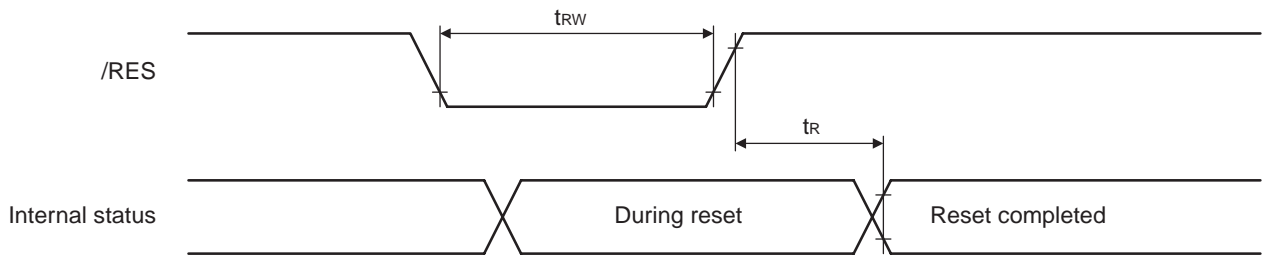 tRW
/RES
tR
Internal status
During reset
Reset completed